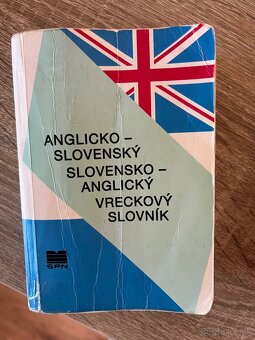 ANGLICKO –
SLOVENSKÝ
SLOVENSKO –
ANGLICKÝ
VRECKOVÝ
SLOVNÍK
SPN